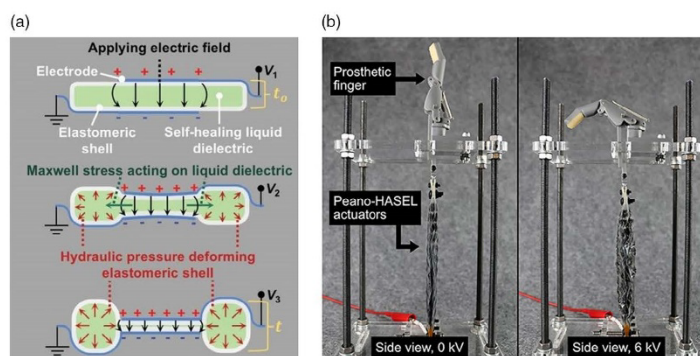 (a)
Applying electric field
Electrode
V1
to
Elastomeric
shell
Self-healing liquid
dielectric
Maxwell stress acting on liquid dielectric
V2
Hydraulic pressure deforming
elastomeric shell
V3
t
(b)
Prosthetic
finger
Peano-HASEL
actuators
Side view, 0 kV
Side view, 6 kV